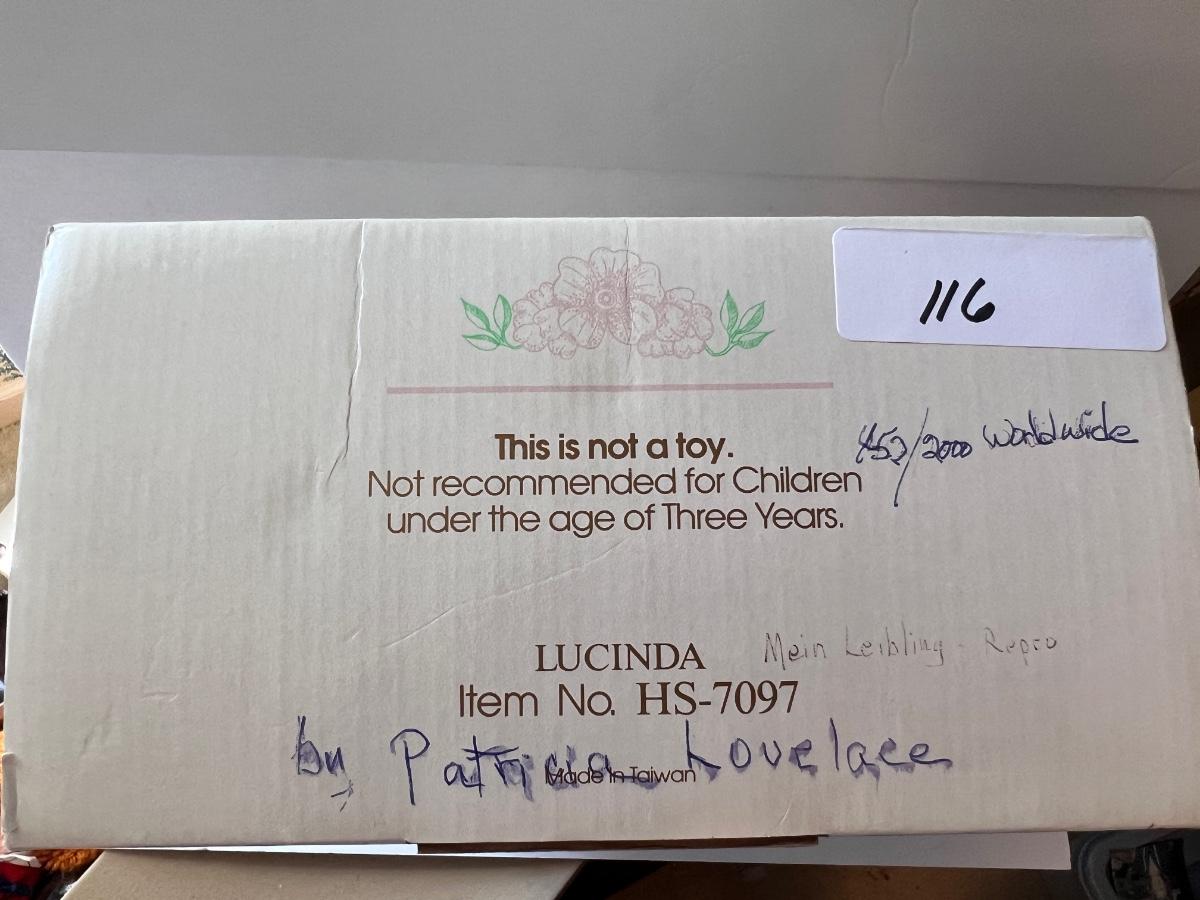 116
This is not a toy.
Not recommended for Children
under the age of Three Years.
452/2000 Worldwide
LUCINDA
Mein Leibling - Repro
Item No. HS-7097
by Patricia Lovelace
Made In Taiwan